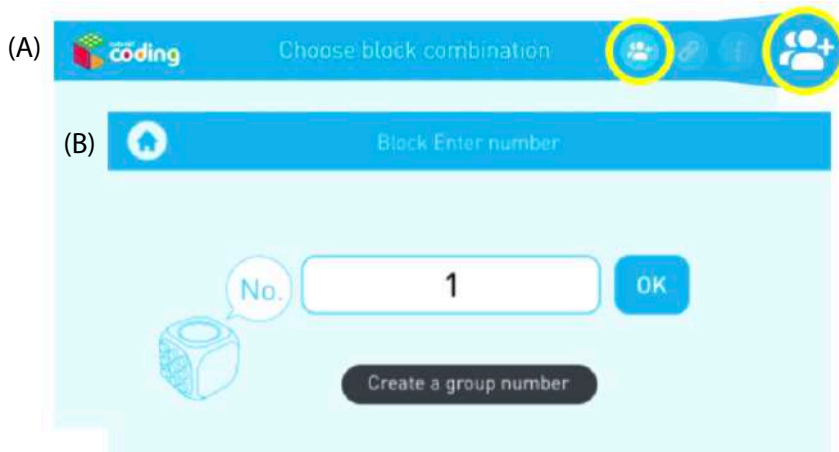 (A) coding Choose block combination
(B) Block Enter number
No. 1 OK
Create a group number